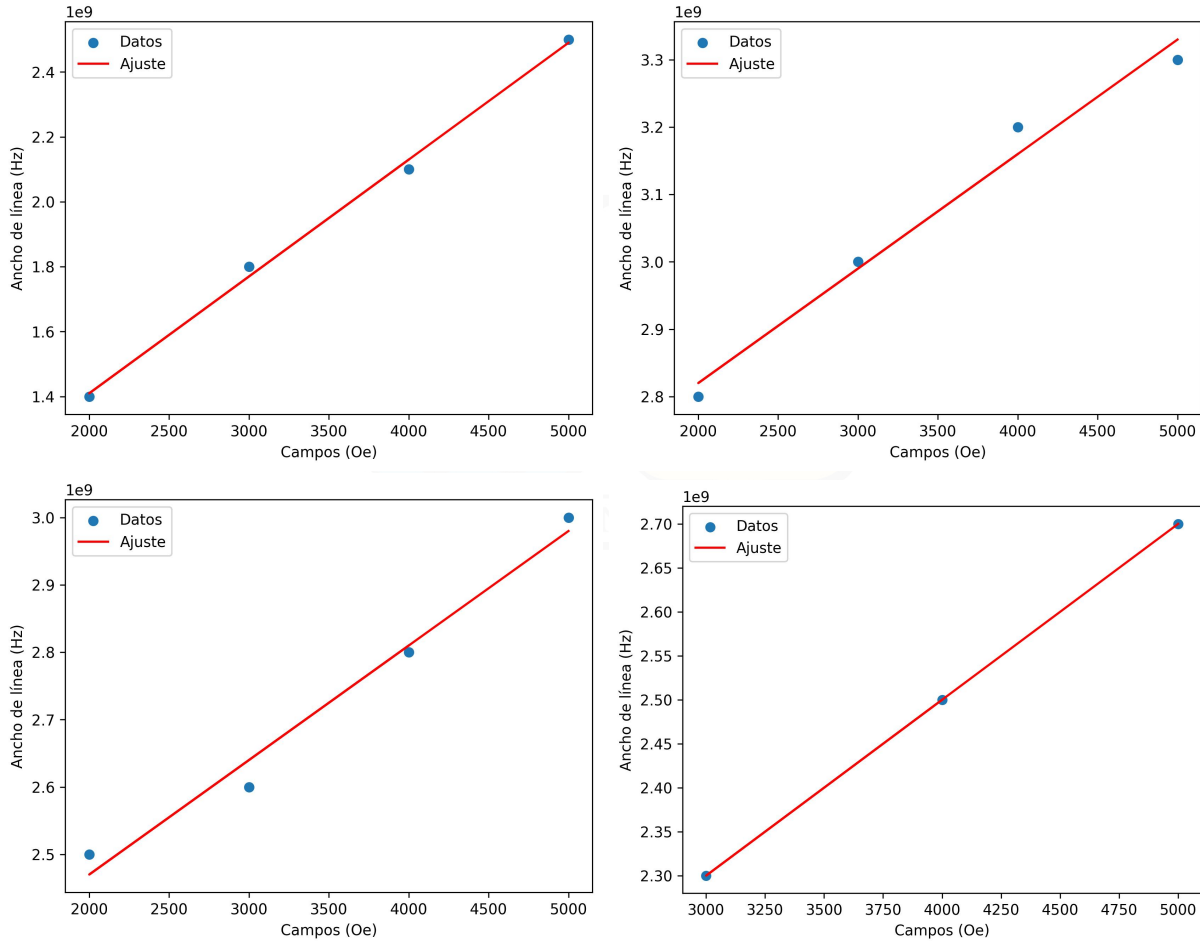 1e9
Datos
Ajuste
2.4
2.2
2.0
1.8
1.6
1.4
Ancho de línea (Hz)
2000 2500 3000 3500 4000 4500 5000
Campos (Oe)
1e9
Datos
Ajuste
3.3
3.2
3.1
3.0
2.9
2.8
Ancho de línea (Hz)
2000 2500 3000 3500 4000 4500 5000
Campos (Oe)
1e9
Datos
Ajuste
3.0
2.9
2.8
2.7
2.6
2.5
Ancho de línea (Hz)
2000 2500 3000 3500 4000 4500 5000
Campos (Oe)
1e9
Datos
Ajuste
2.70
2.65
2.60
2.55
2.50
2.45
2.40
2.35
2.30
Ancho de línea (Hz)
3000 3250 3500 3750 4000 4250 4500 4750 5000
Campos (Oe)